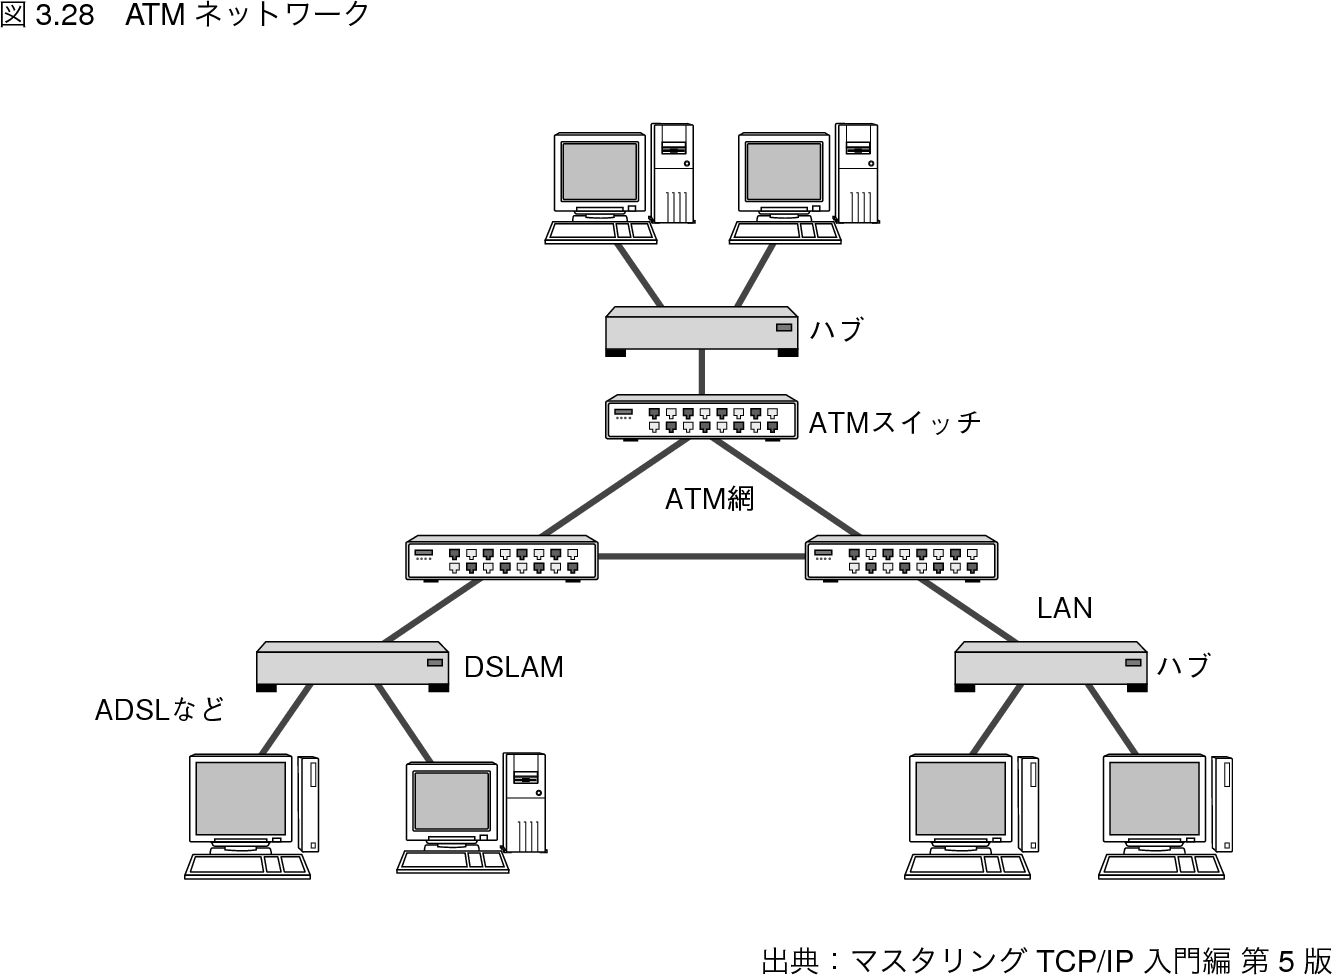 図 3.28　ATM ネットワーク
ハブ
ATMスイッチ
ATM網
LAN
DSLAM
ハブ
ADSLなど
出典：マスタリング TCP/IP 入門編 第 5 版